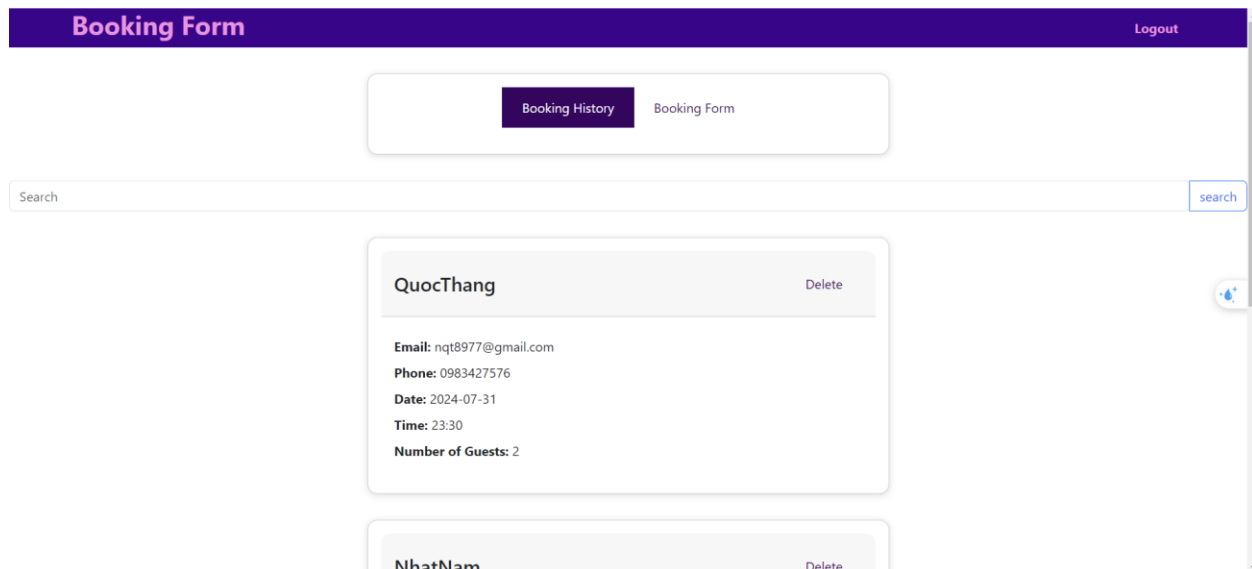 Booking Form
Logout
Booking History
Booking Form
Search
search
QuocThang
Delete
Email: nqt8977@gmail.com
Phone: 0983427576
Date: 2024-07-31
Time: 23:30
Number of Guests: 2
NhatNam
Delete